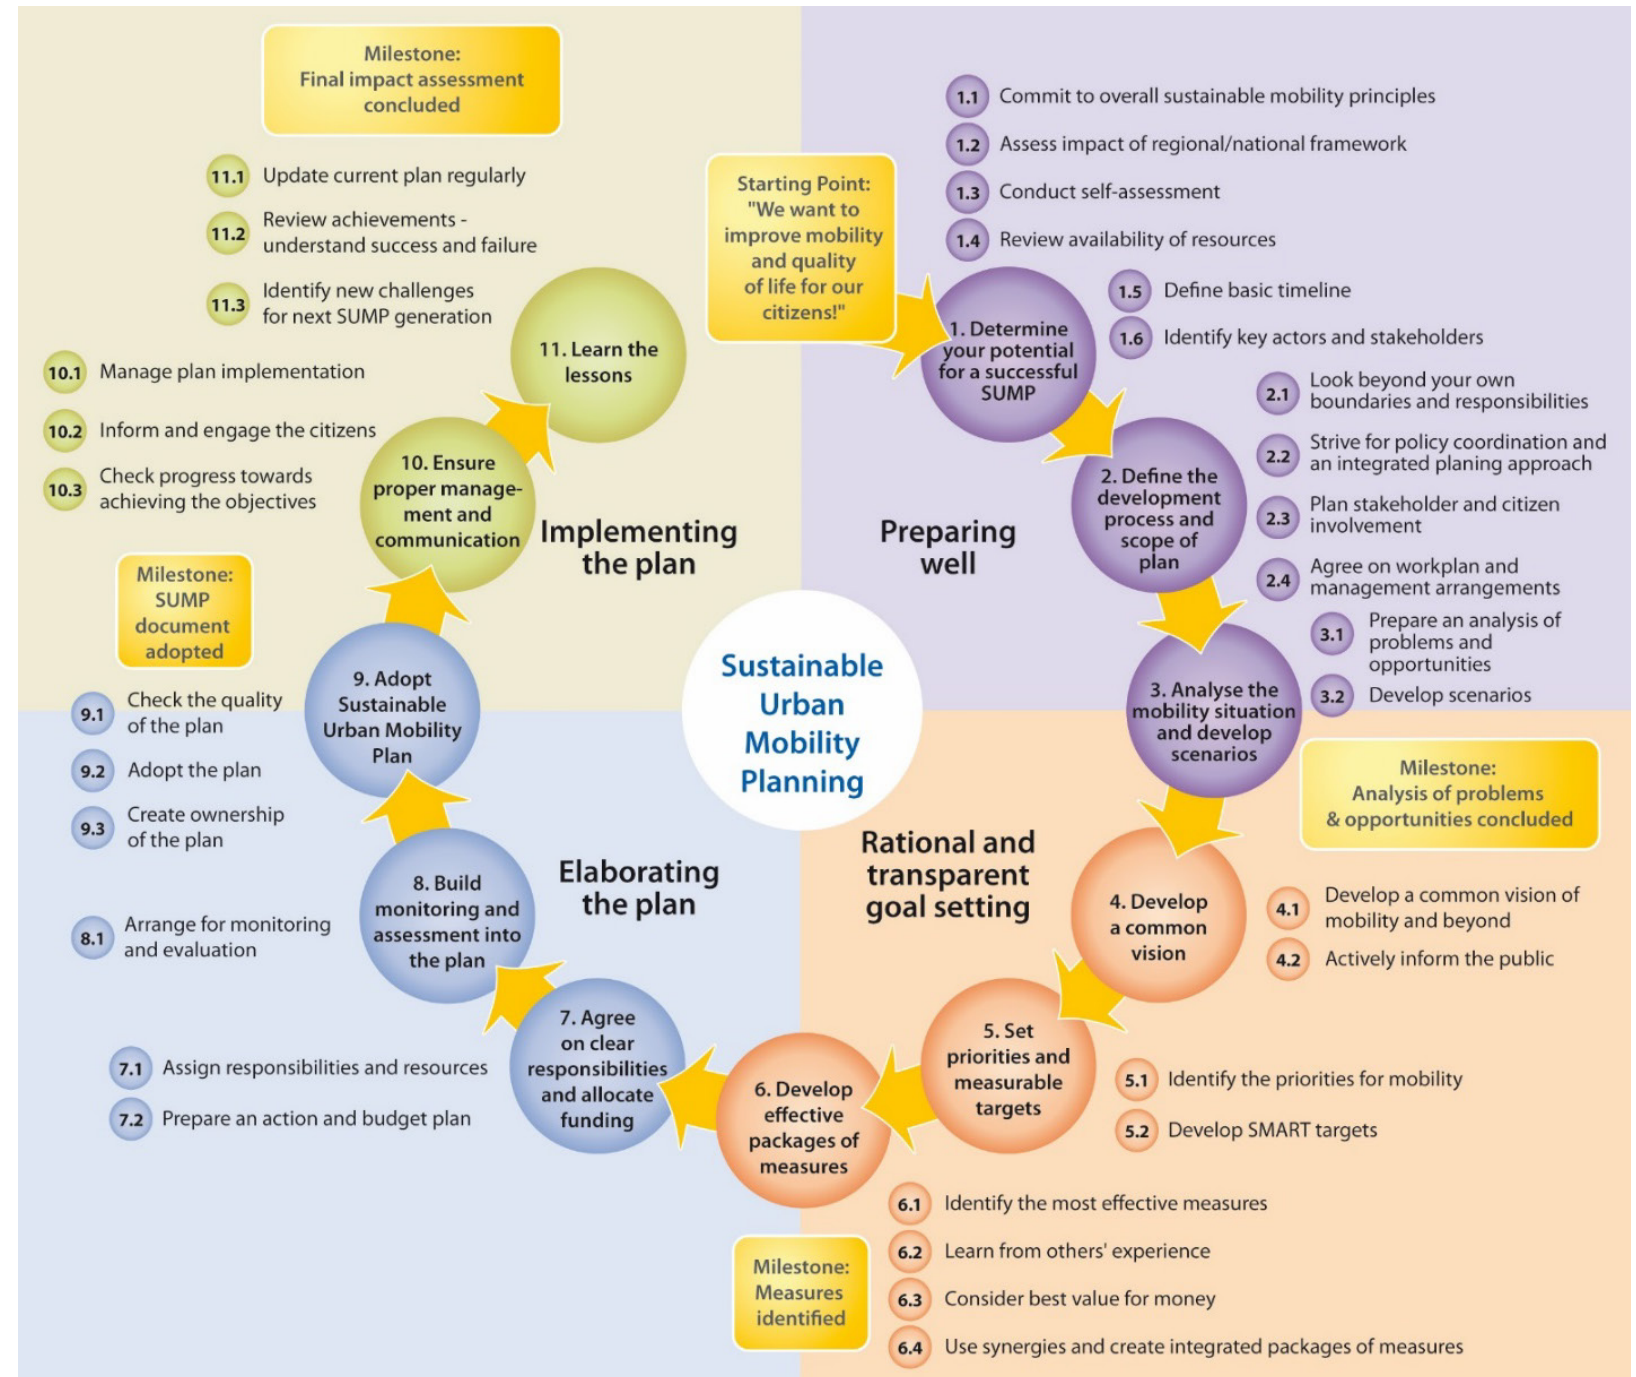 Milestone:
Final impact assessment
concluded
11.1 Update current plan regularly
11.2 Review achievements -
understand success and failure
11.3 Identify new challenges
for next SUMP generation
10.1 Manage plan implementation
10.2 Inform and engage the citizens
10.3 Check progress towards
achieving the objectives
11. Learn the
lessons
10. Ensure
proper manage-
ment and
communication
Implementing
the plan
Starting Point:
"We want to
improve mobility
and quality
of life for our
citizens!"
1.1 Commit to overall sustainable mobility principles
1.2 Assess impact of regional/national framework
1.3 Conduct self-assessment
1.4 Review availability of resources
1.5 Define basic timeline
1.6 Identify key actors and stakeholders
1. Determine
your potential
for a successful
SUMP
2.1 Look beyond your own
boundaries and responsibilities
2.2 Strive for policy coordination and
an integrated planing approach
2.3 Plan stakeholder and citizen
involvement
2.4 Agree on workplan and
management arrangements
2. Define the
development
process and
scope of
plan
Preparing
well
3.1 Prepare an analysis of
problems and
opportunities
3.2 Develop scenarios
3. Analyse the
mobility situation
and develop
scenarios
Sustainable
Urban
Mobility
Planning
Milestone:
Analysis of problems
& opportunities concluded
Rational and
transparent
goal setting
4. Develop
a common
vision
4.1 Develop a common vision of
mobility and beyond
4.2 Actively inform the public
5. Set
priorities and
measurable
targets
5.1 Identify the priorities for mobility
5.2 Develop SMART targets
6. Develop
effective
packages of
measures
6.1 Identify the most effective measures
6.2 Learn from others' experience
6.3 Consider best value for money
6.4 Use synergies and create integrated packages of measures
Milestone:
Measures
identified
Elaborating
the plan
7. Agree
on clear
responsibilities
and allocate
funding
7.1 Assign responsibilities and resources
7.2 Prepare an action and budget plan
8. Build
monitoring and
assessment into
the plan
8.1 Arrange for monitoring
and evaluation
9. Adopt
Sustainable
Urban Mobility
Plan
9.1 Check the quality
of the plan
9.2 Adopt the plan
9.3 Create ownership
of the plan
Milestone:
SUMP
document
adopted